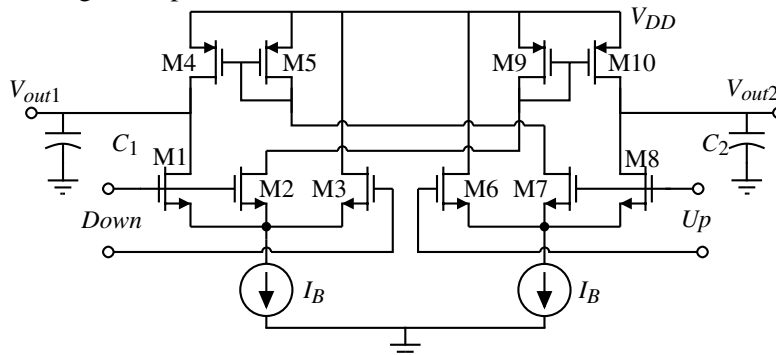 V_DD
M4 M5 M9 M10
V_out1 V_out2
C_1 C_2
M1 M2 M3 M6 M7 M8
Down Up
I_B I_B